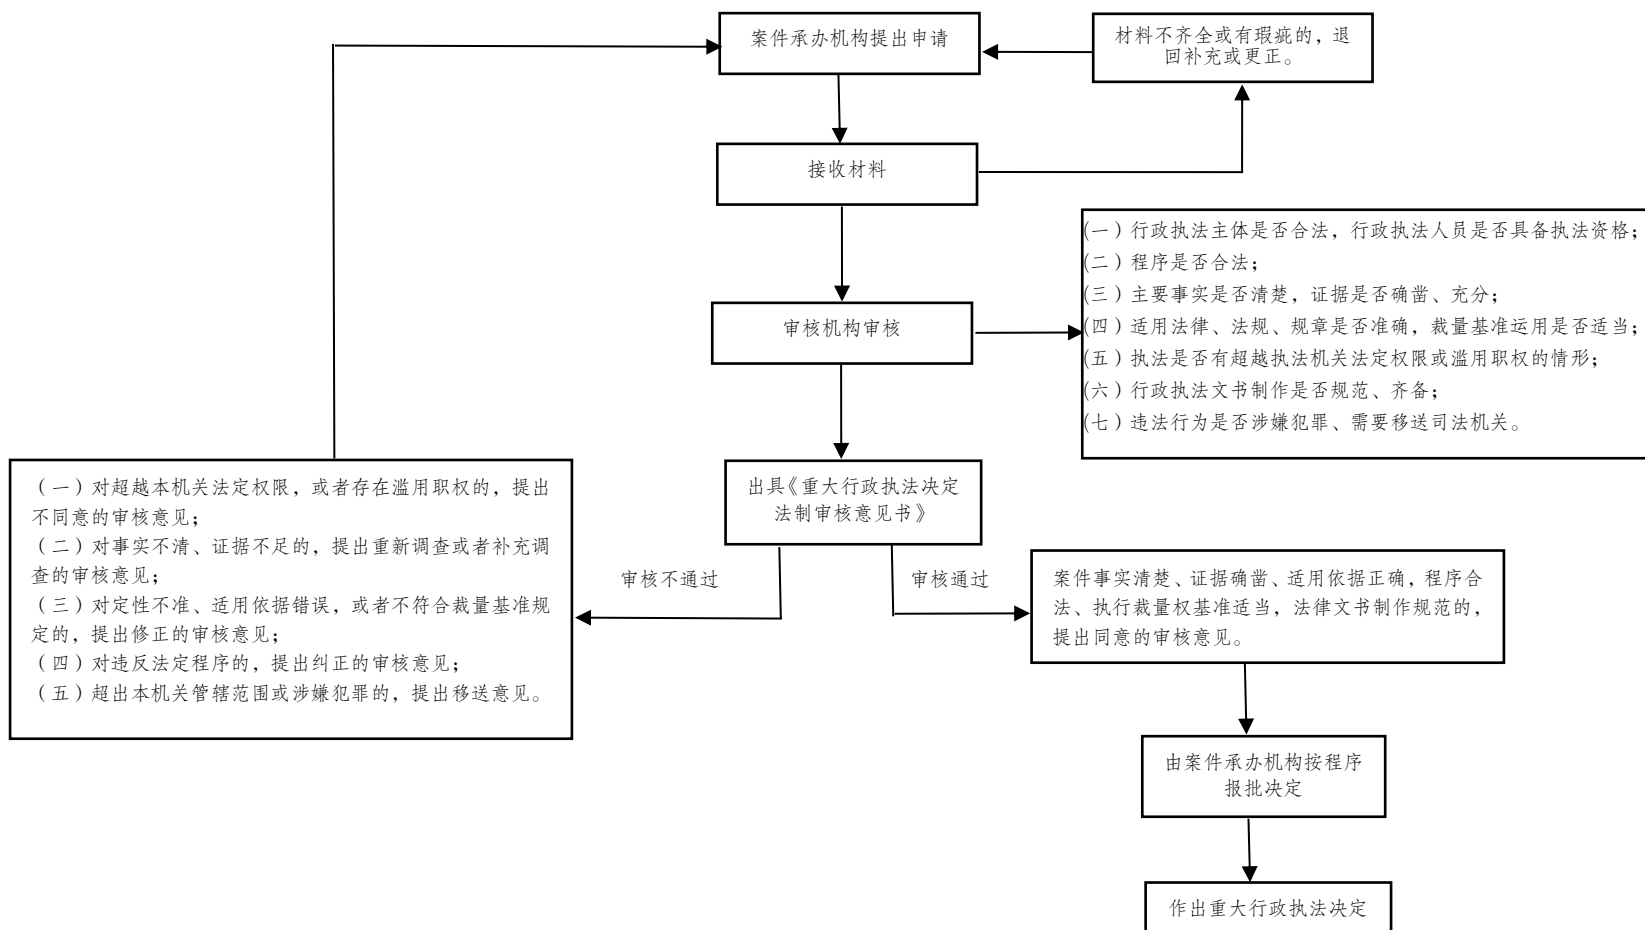 案件承办机构提出申请
材料不齐全或有瑕疵的，退
回补充或更正。
接收材料
(一）行政执法主体是否合法，行政执法人员是否具备执法资格；
(二）程序是否合法；
(三）主要事实是否清楚，证据是否确凿、充分；
(四）适用法律、法规、规章是否准确，裁量基准运用是否适当；
(五）执法是否有超越执法机关法定权限或滥用职权的情形；
(六）行政执法文书制作是否规范、齐备；
(七）违法行为是否涉嫌犯罪、需要移送司法机关。
审核机构审核
出具《重大行政执法决定
法制审核意见书》
（一）对超越本机关法定权限，或者存在滥用职权的，提出
不同意的审核意见；
（二）对事实不清、证据不足的，提出重新调查或者补充调
查的审核意见；
（三）对定性不准、适用依据错误，或者不符合裁量基准规
定的，提出修正的审核意见；
（四）对违反法定程序的，提出纠正的审核意见；
（五）超出本机关管辖范围或涉嫌犯罪的，提出移送意见。
审核不通过
审核通过
案件事实清楚、证据确凿、适用依据正确，程序合
法、执行裁量权基准适当，法律文书制作规范的，
提出同意的审核意见。
由案件承办机构按程序
报批决定
作出重大行政执法决定